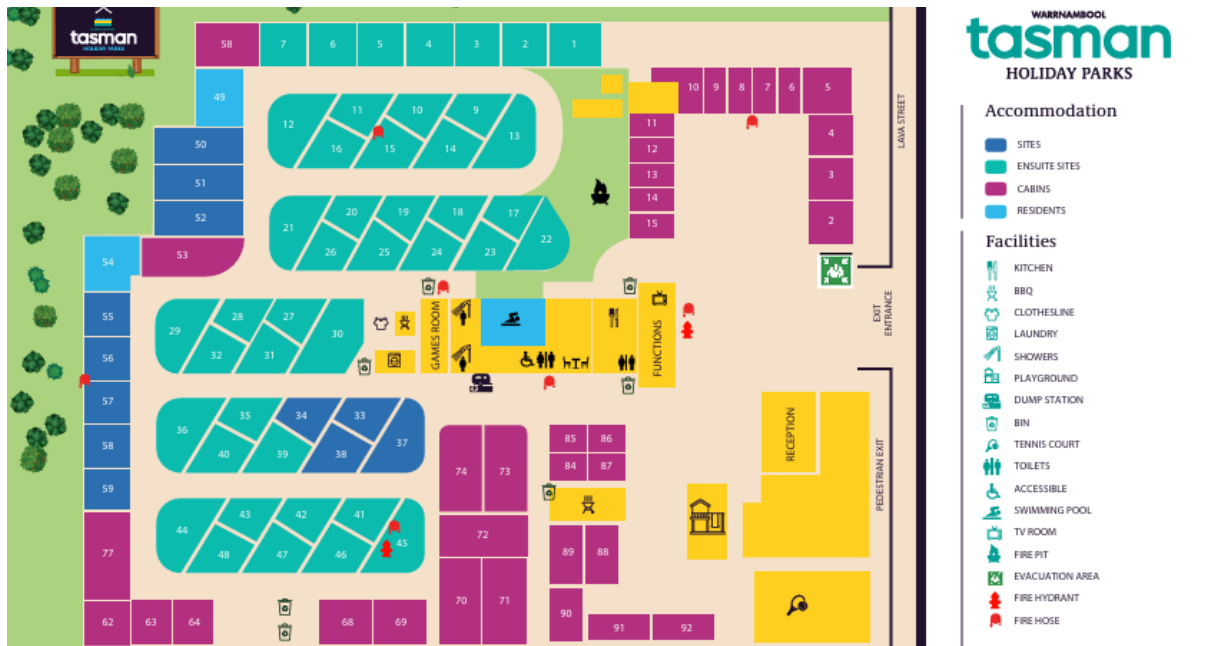 tasman
HOLIDAY PARKS
58 7 6 5 4 3 2 1
49
50
51
52
53
54
12 11 10 9 13
16 15 14
10 9 8 7 6 5
4
3
2
11
12
13
14
15
LAVA STREET
21 20 19 18 17 22
26 25 24 23
EXIT
ENTRANCE
55
56
57
58
59
77
62 63 64
29 28 27 30
32 31
GAMES ROOM
FUNCTIONS
36 35 34 33 37
40 39 38
44 43 42 41 45
48 47 46
68 69
74 73
72
70 71
85 86
84 87
89 88
90
91 92
RECEPTION
PEDESTRIAN EXIT
WARRNAMBOOL
tasman
HOLIDAY PARKS
Accommodation
SITES
ENSUITE SITES
CABINS
RESIDENTS
Facilities
KITCHEN
BBQ
CLOTHESLINE
LAUNDRY
SHOWERS
PLAYGROUND
DUMP STATION
BIN
TENNIS COURT
TOILETS
ACCESSIBLE
SWIMMING POOL
TV ROOM
FIRE PIT
EVACUATION AREA
FIRE HYDRANT
FIRE HOSE